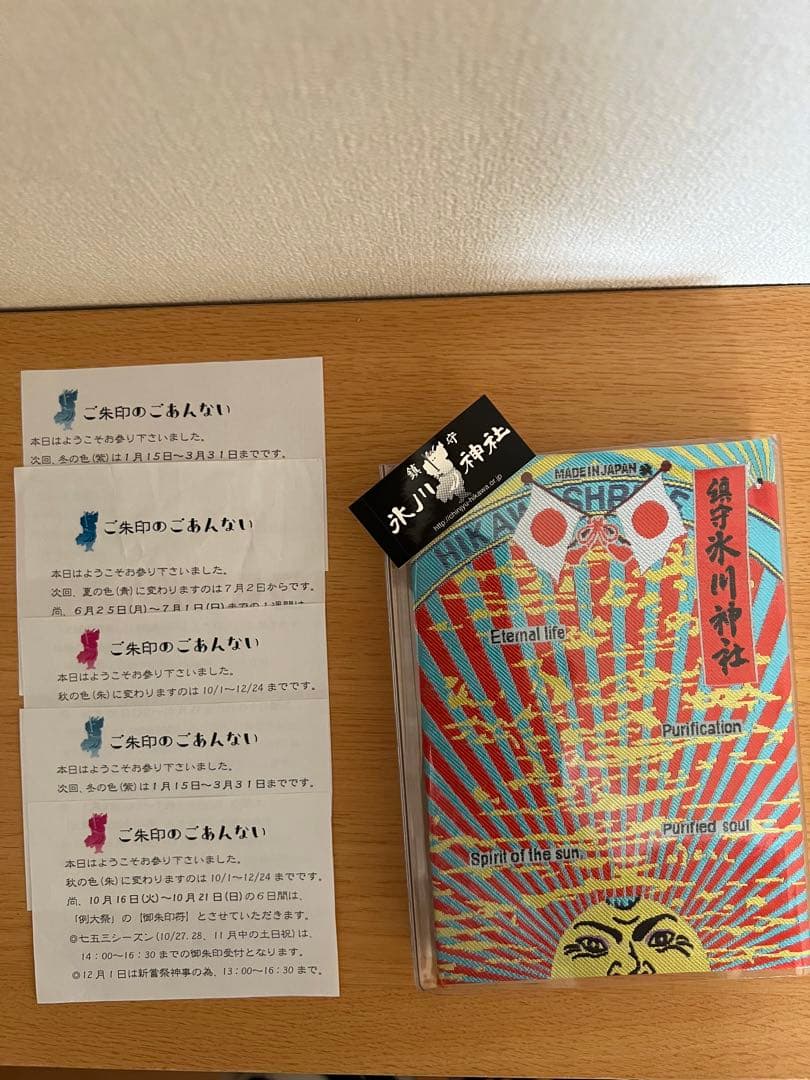 ご朱印のごあんない
本日はようこそお参り下さいました。
次回、冬の色(紫)は1月15日~3月31日までです。
ご朱印のごあんない
本日はようこそお参り下さいました。
次回、夏の色(青)に変わりますのは7月2日からです。
尚、6月25日(月)~7月1日(日)までの1週間は、
ご朱印のごあんない
本日はようこそお参り下さいました。
秋の色(朱)に変わりますのは10/1~12/24までです。
ご朱印のごあんない
本日はようこそお参り下さいました。
次回、冬の色(紫)は1月15日~3月31日までです。
ご朱印のごあんない
本日はようこそお参り下さいました。
秋の色(朱)に変わりますのは10/1~12/24までです。
尚、10月16日(火)~10月21日(日)の6日間は、
「例大祭」の【御朱印符】とさせていただきます。
◎七五三シーズン(10/27.28、11月中の土日祝)は、
14:00~16:30までの御朱印受付となります。
◎12月1日は新嘗祭神事の為、13:00~16:30まで。
鎮守
氷川神社
http://chinjyu-hikawa.or.jp
MADE IN JAPAN
HIKAWA SHRINE
鎮守氷川神社
Eternal life
Purification
Purified soul
Spirit of the sun